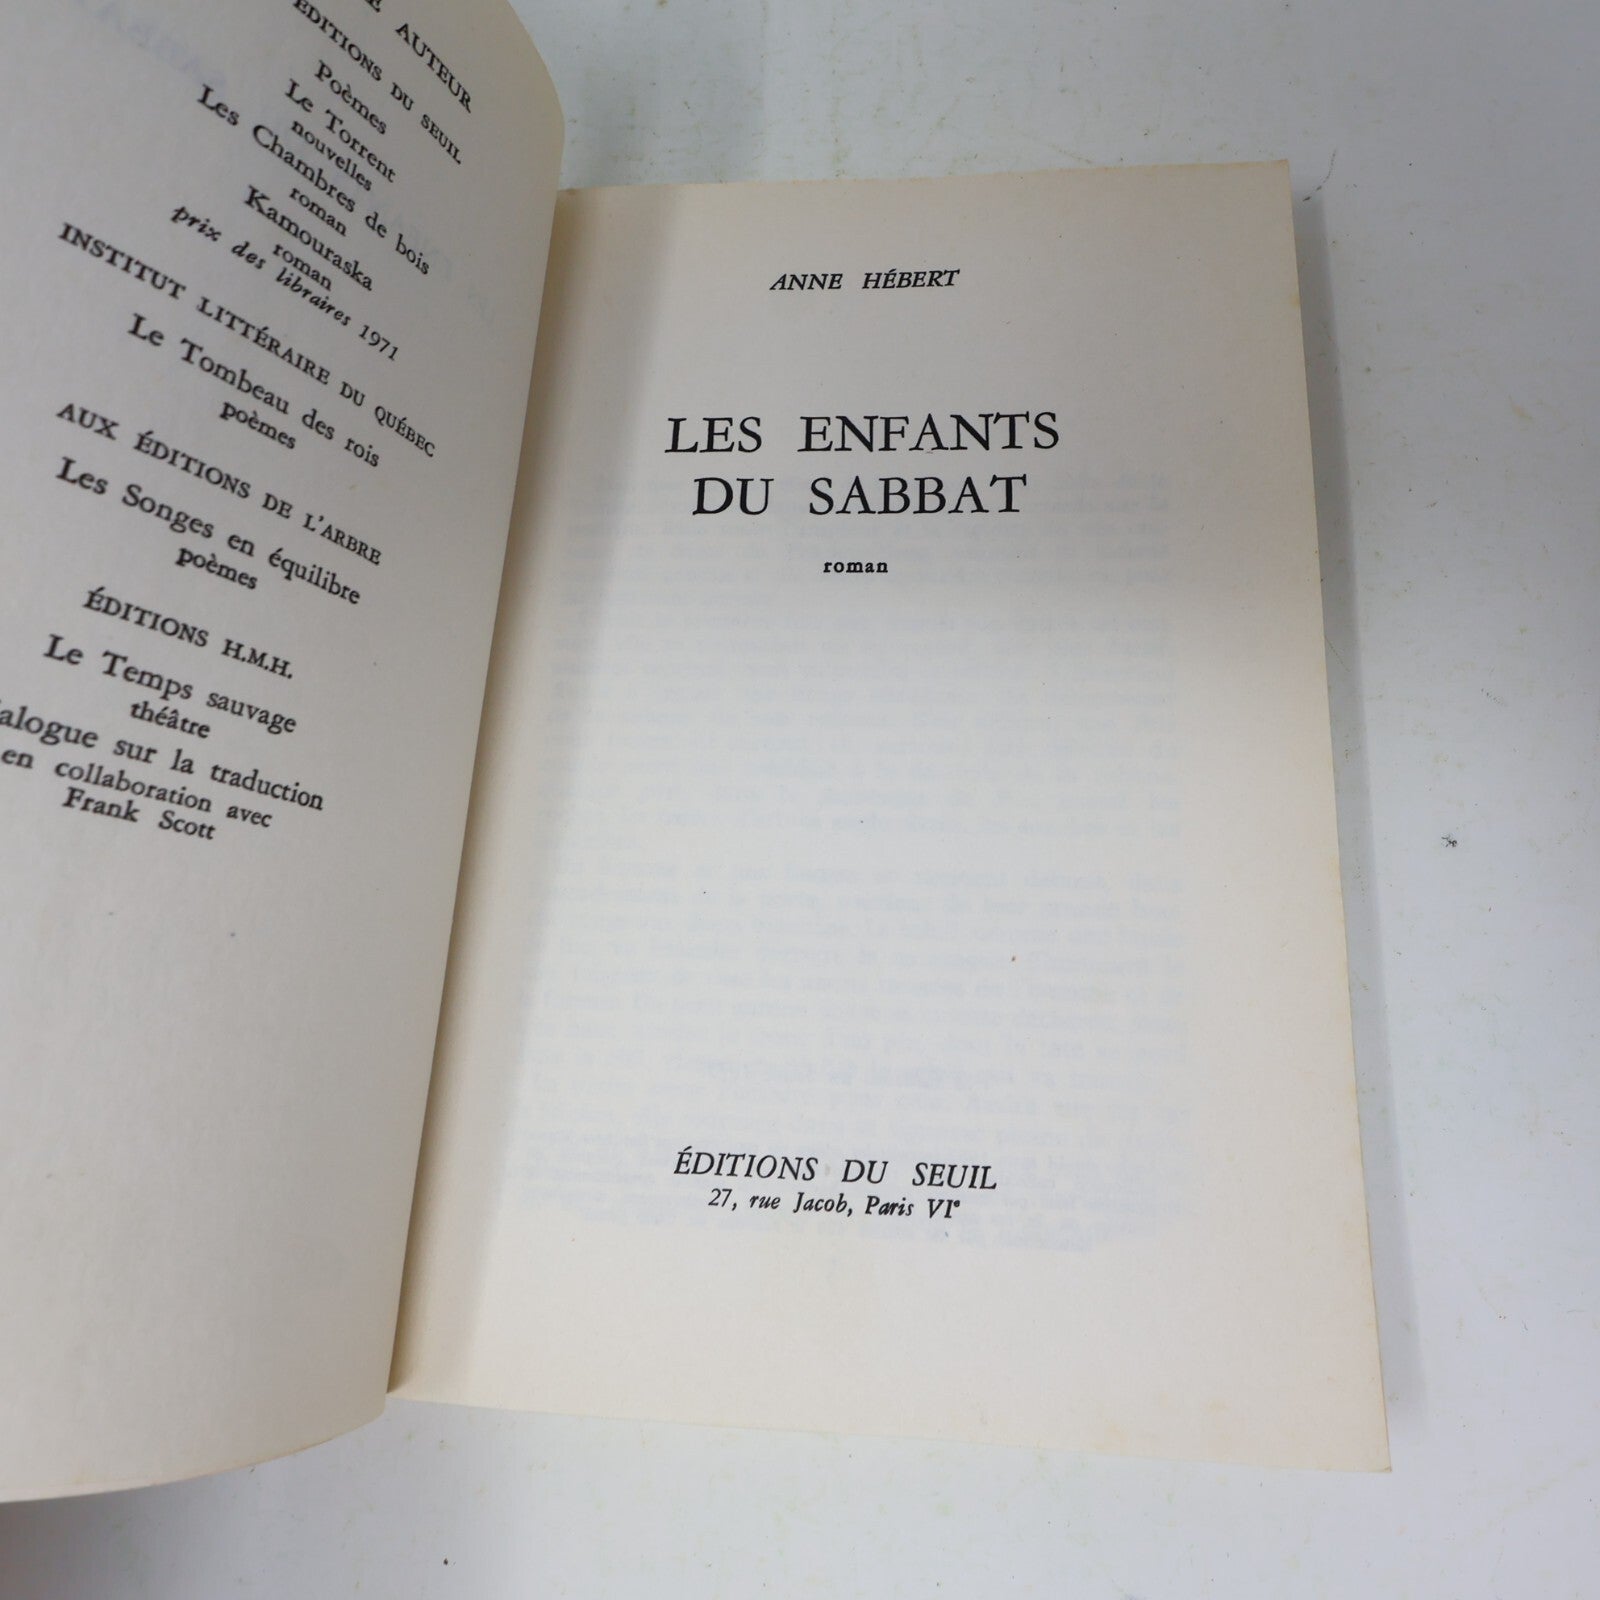 AUTEUR
ÉDITIONS DU SEUIL
Poèmes
Le Torrent
nouvelles
Les Chambres de bois
roman
Kamouraska
roman
prix des libraires 1971
INSTITUT LITTÉRAIRE DU QUÉBEC
Le Tombeau des rois
poèmes
AUX ÉDITIONS DE L'ARBRE
Les Songes en équilibre
poèmes
ÉDITIONS H.M.H.
Le Temps sauvage
théâtre
alogue sur la traduction
en collaboration avec
Frank Scott
ANNE HÉBERT
LES ENFANTS
DU SABBAT
roman
ÉDITIONS DU SEUIL
27, rue Jacob, Paris VIe